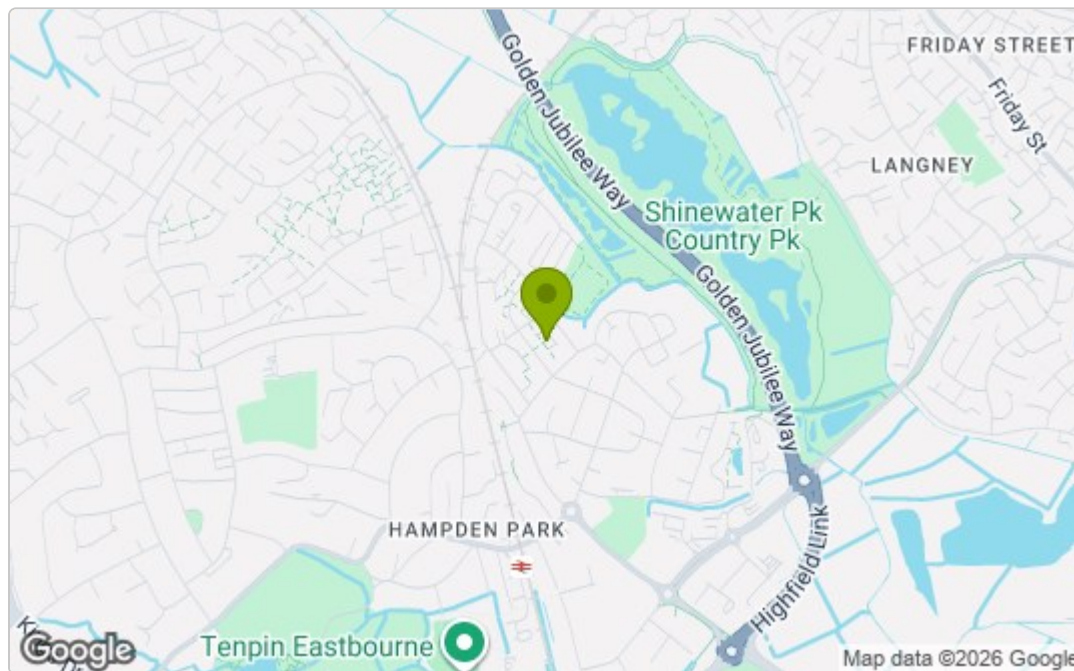 FRIDAY STREET
Friday St
Golden Jubilee Way
LANGNEY
Shinewater Pk
Country Pk
Golden Jubilee Way
HAMPDEN PARK
Highfield Link
Tenpin Eastbourne
Google
Map data ©2026 Google